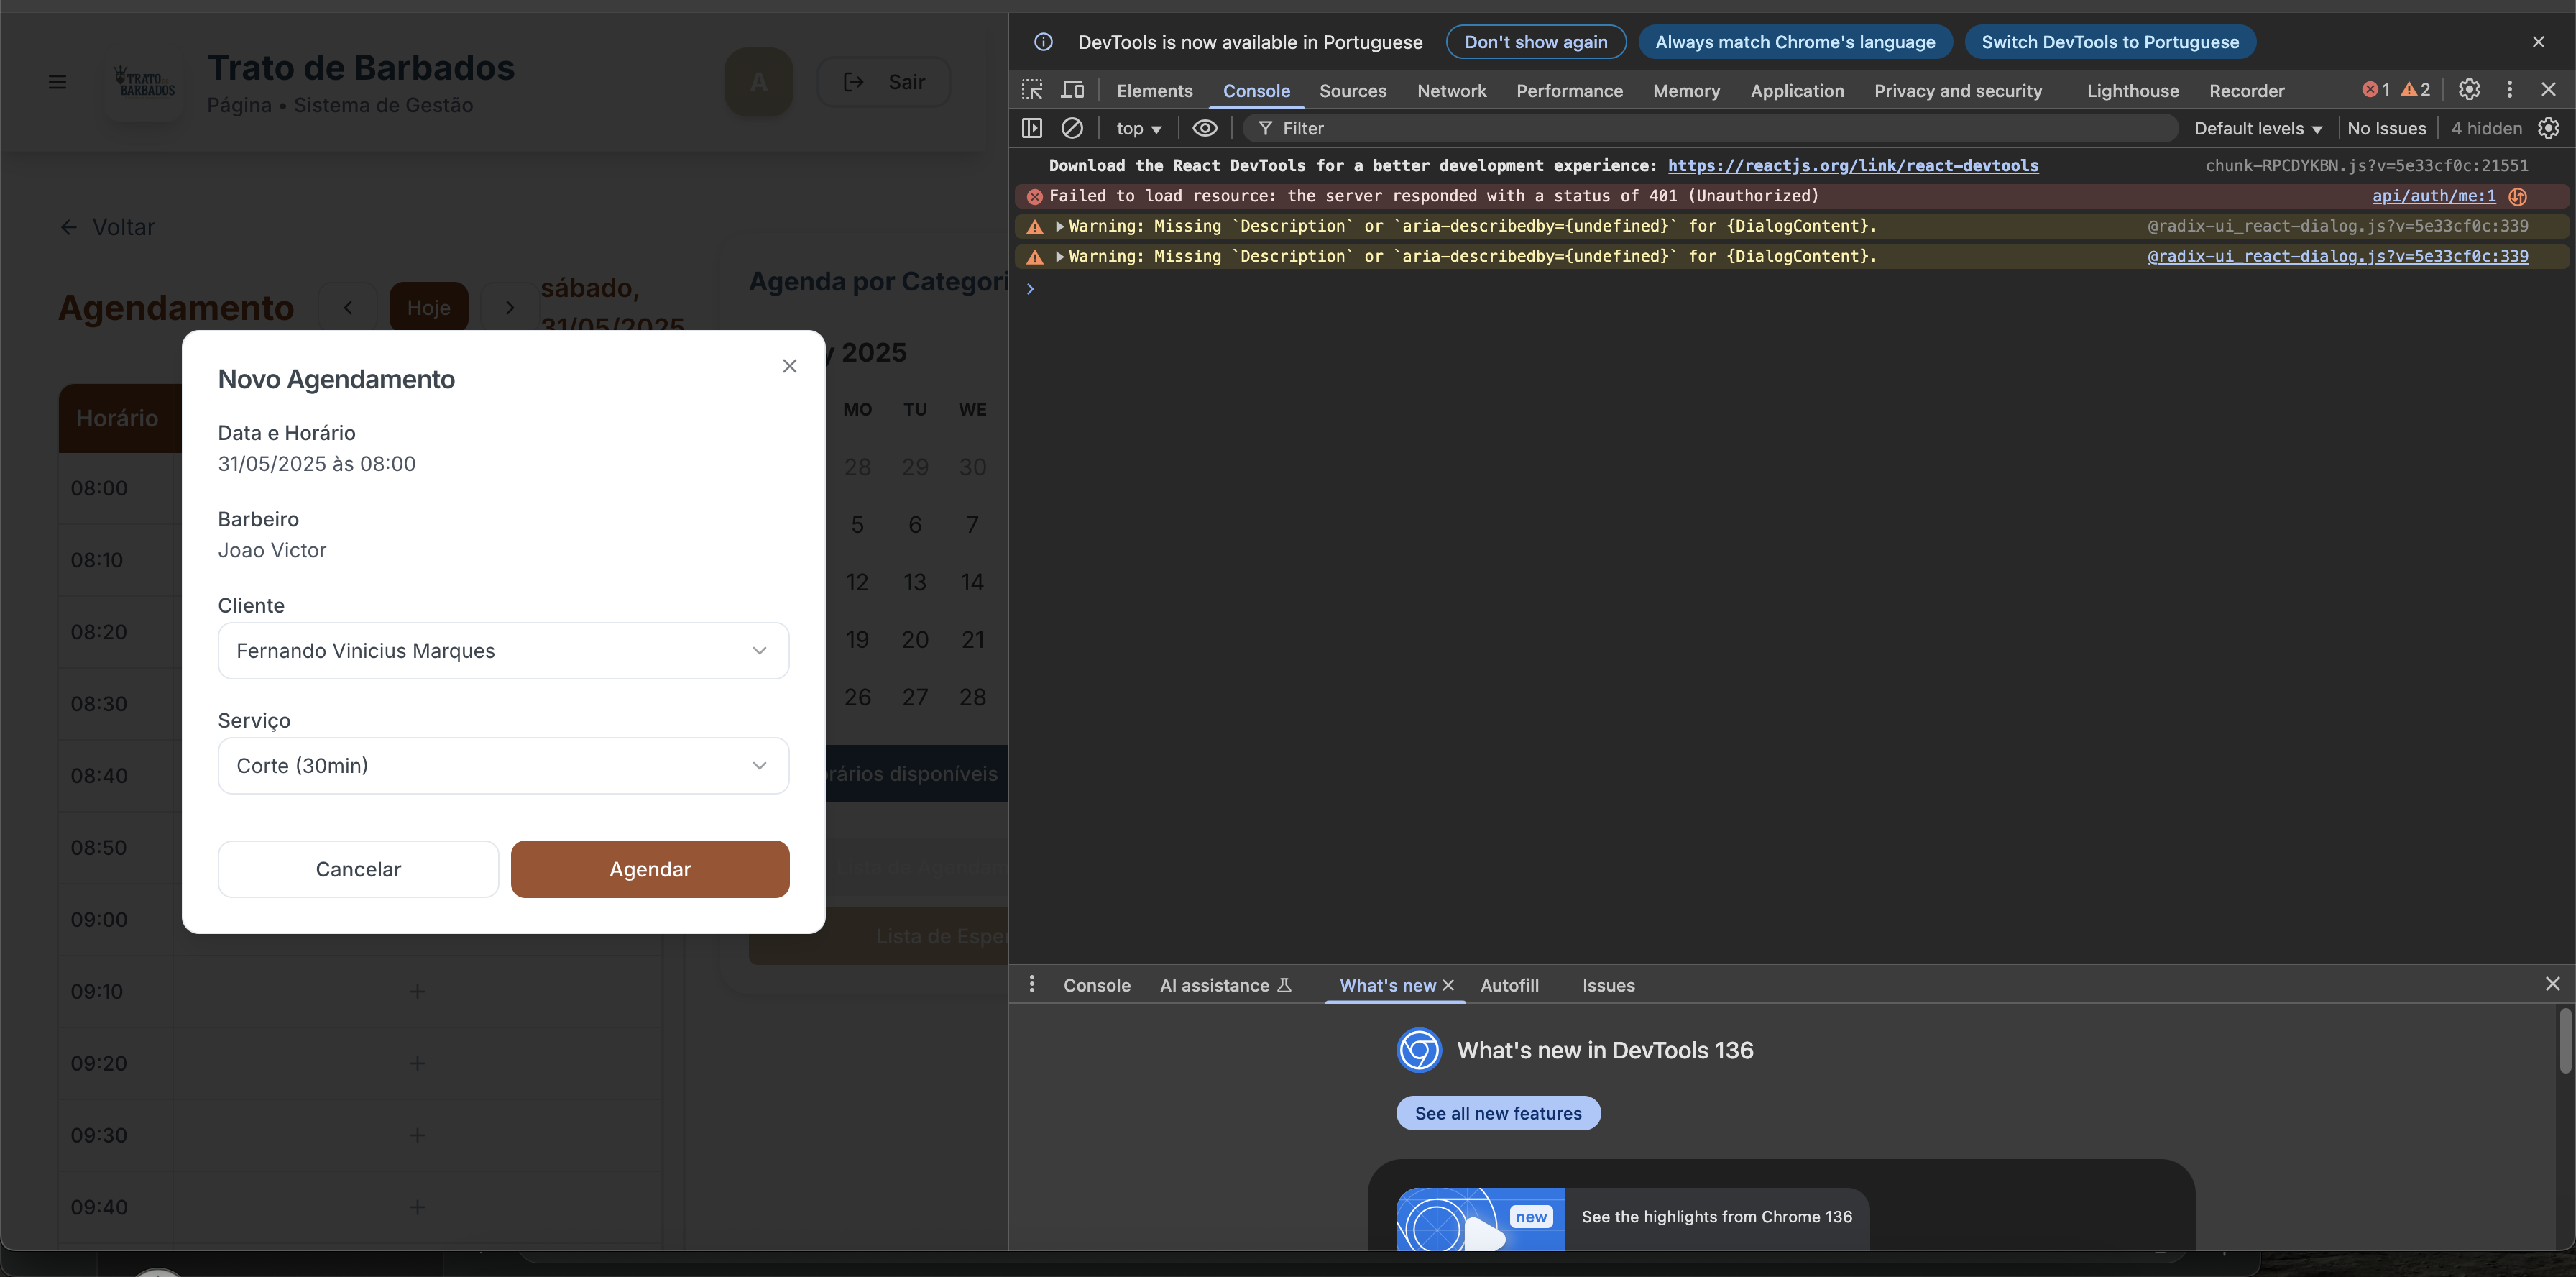 TRATO DE
BARBADOS
Trato de Barbados
Página • Sistema de Gestão
A
Sair
Voltar
Agendamento
Hoje
sábado,
31/05/2025
Horário
08:00
08:10
08:20
08:30
08:40
08:50
09:00
09:10
+
09:20
+
09:30
+
09:40
+
Agenda por Categori
y 2025
MO TU WE
28 29 30
5 6 7
12 13 14
19 20 21
26 27 28
rários disponíveis
Lista de Agendam
Lista de Esper
Novo Agendamento
Data e Horário
31/05/2025 às 08:00
Barbeiro
Joao Victor
Cliente
Fernando Vinicius Marques
Serviço
Corte (30min)
Cancelar
Agendar
DevTools is now available in Portuguese
Don't show again
Always match Chrome's language
Switch DevTools to Portuguese
Elements Console Sources Network Performance Memory Application Privacy and security Lighthouse Recorder 1 2
top Filter Default levels No Issues 4 hidden
Download the React DevTools for a better development experience: https://reactjs.org/link/react-devtools chunk-RPCDYKBN.js?v=5e33cf0c:21551
Failed to load resource: the server responded with a status of 401 (Unauthorized) api/auth/me:1
Warning: Missing `Description` or `aria-describedby={undefined}` for {DialogContent}. @radix-ui_react-dialog.js?v=5e33cf0c:339
Warning: Missing `Description` or `aria-describedby={undefined}` for {DialogContent}. @radix-ui_react-dialog.js?v=5e33cf0c:339
Console AI assistance What's new Autofill Issues
What's new in DevTools 136
See all new features
new
See the highlights from Chrome 136